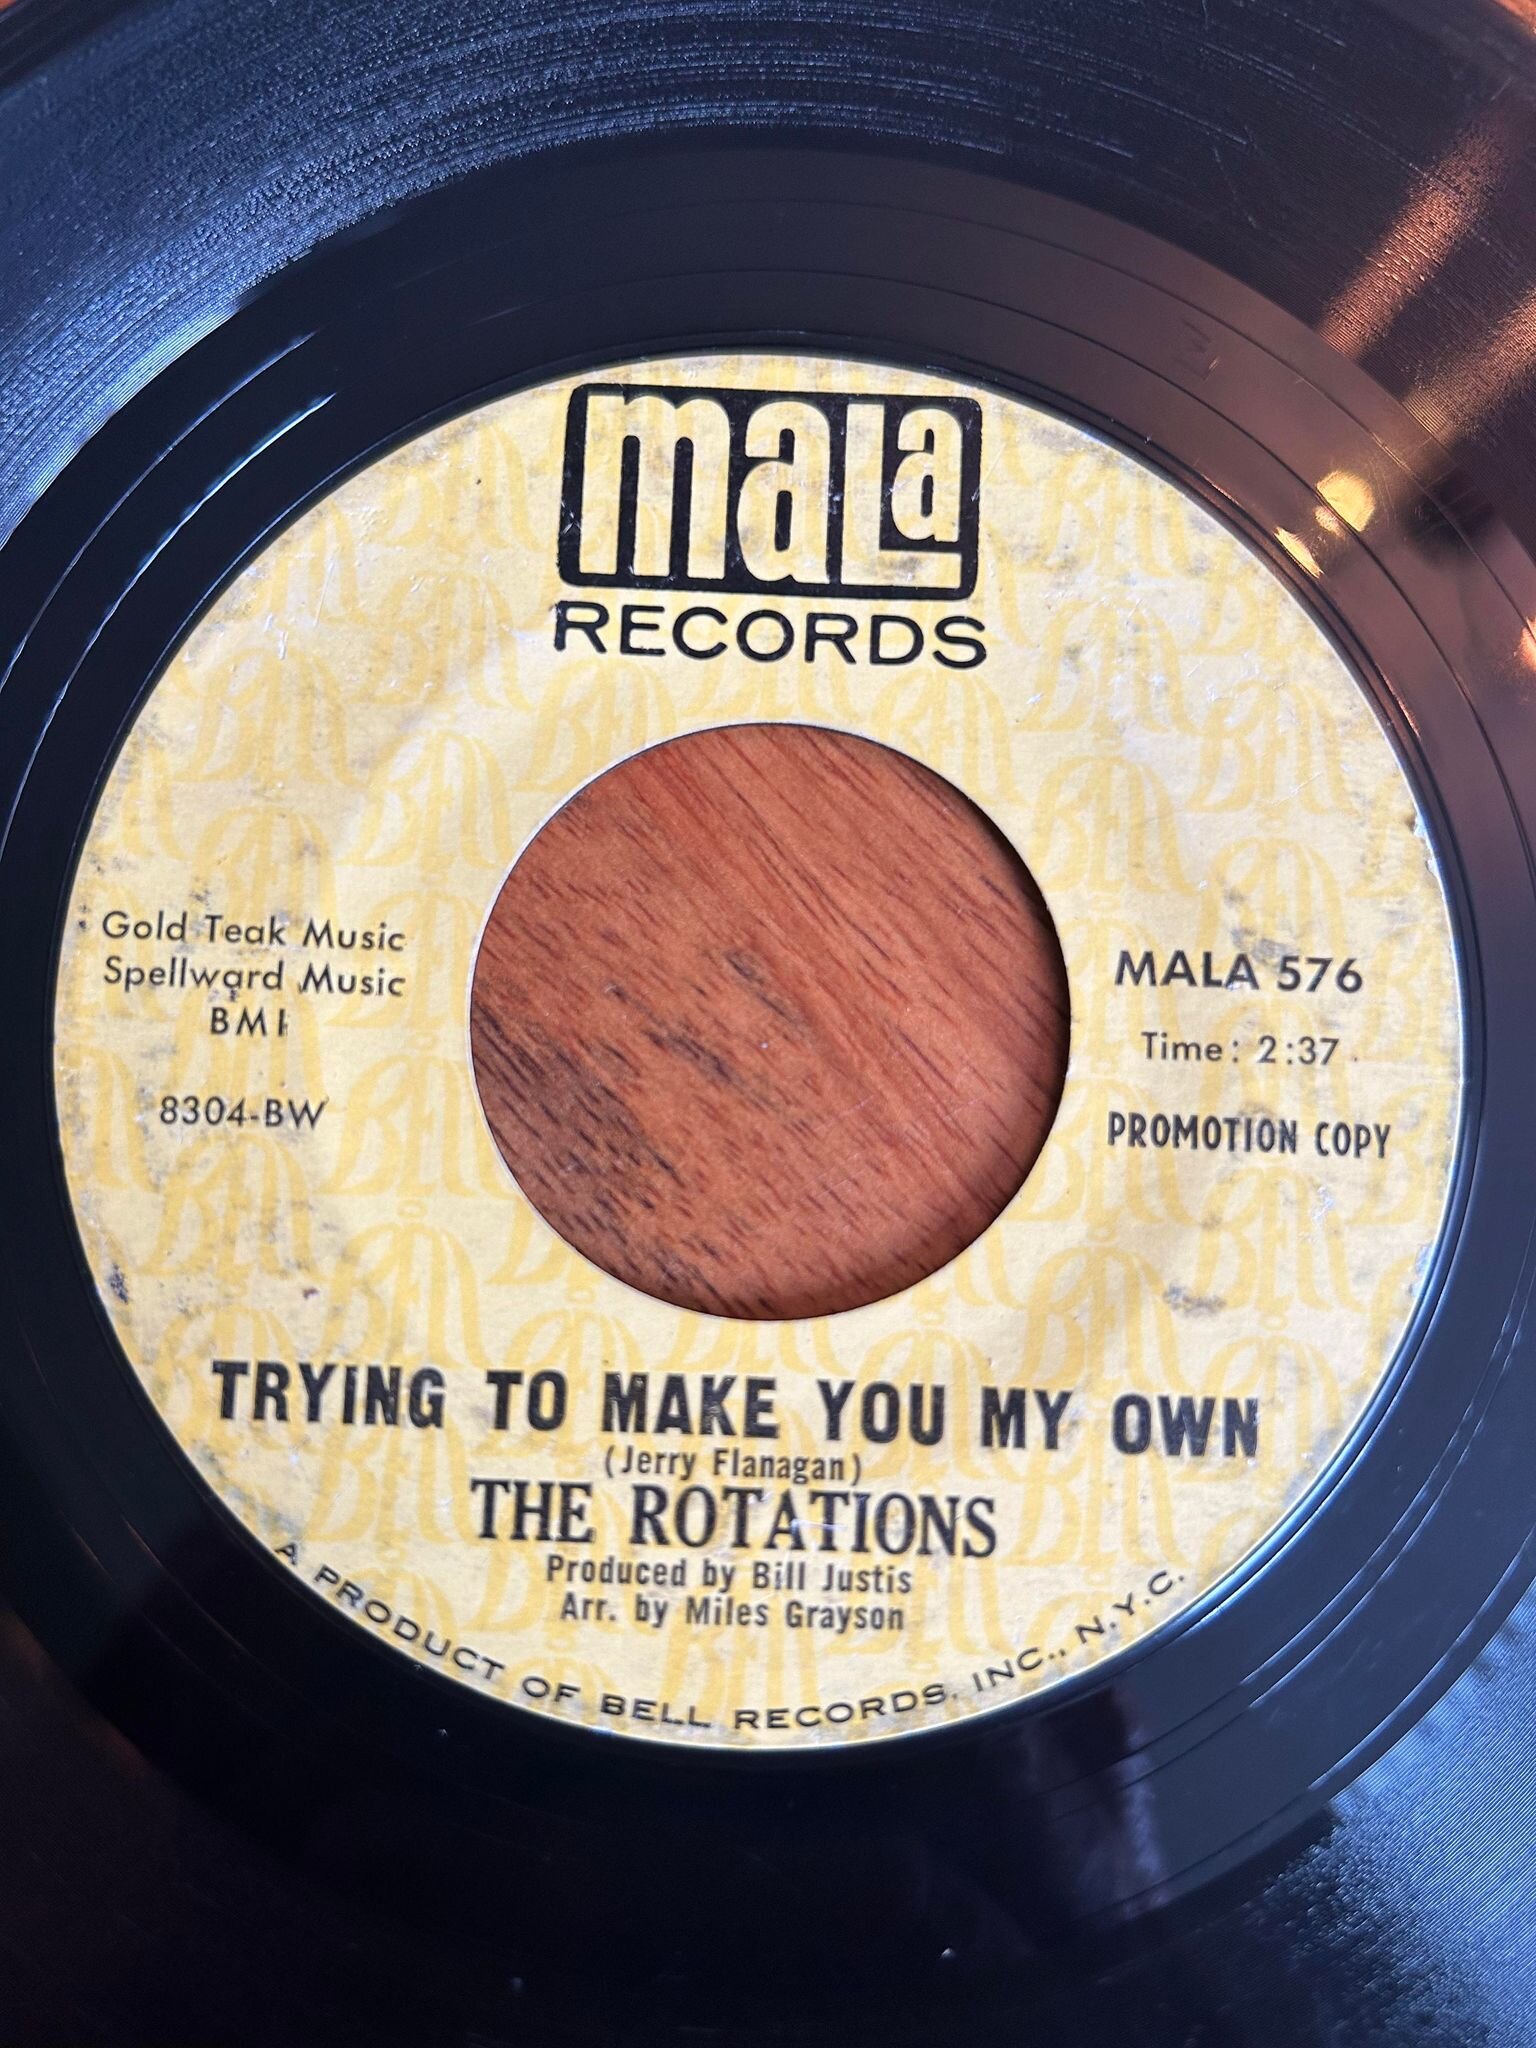 mala
RECORDS
Gold Teak Music
Spellward Music
BMI
8304-BW
MALA 576
Time: 2:37
PROMOTION COPY
TRYING TO MAKE YOU MY OWN
(Jerry Flanagan)
THE ROTATIONS
Produced by Bill Justis
Arr. by Miles Grayson
A PRODUCT OF BELL RECORDS, INC., N.Y.C.